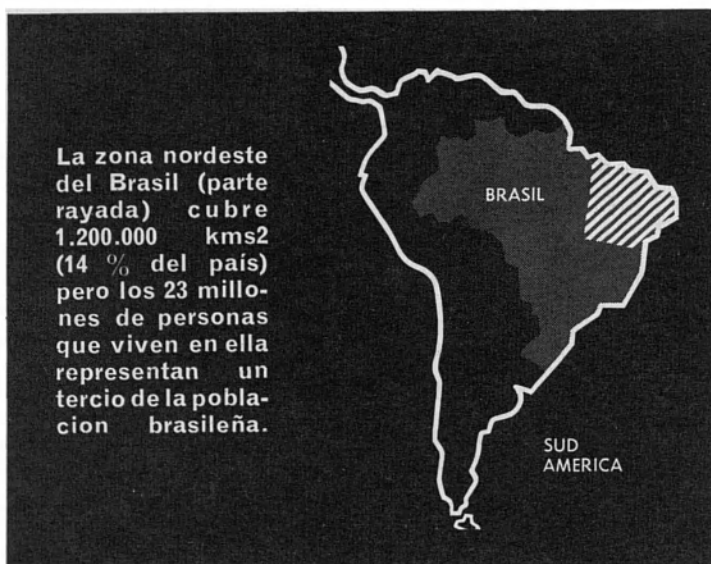 La zona nordeste
del Brasil (parte
rayada) cubre
1.200.000 kms2
(14 % del país)
pero los 23 millo-
nes de personas
que viven en ella
representan un
tercio de la pobla-
cion brasileña.
BRASIL
SUD
AMERICA